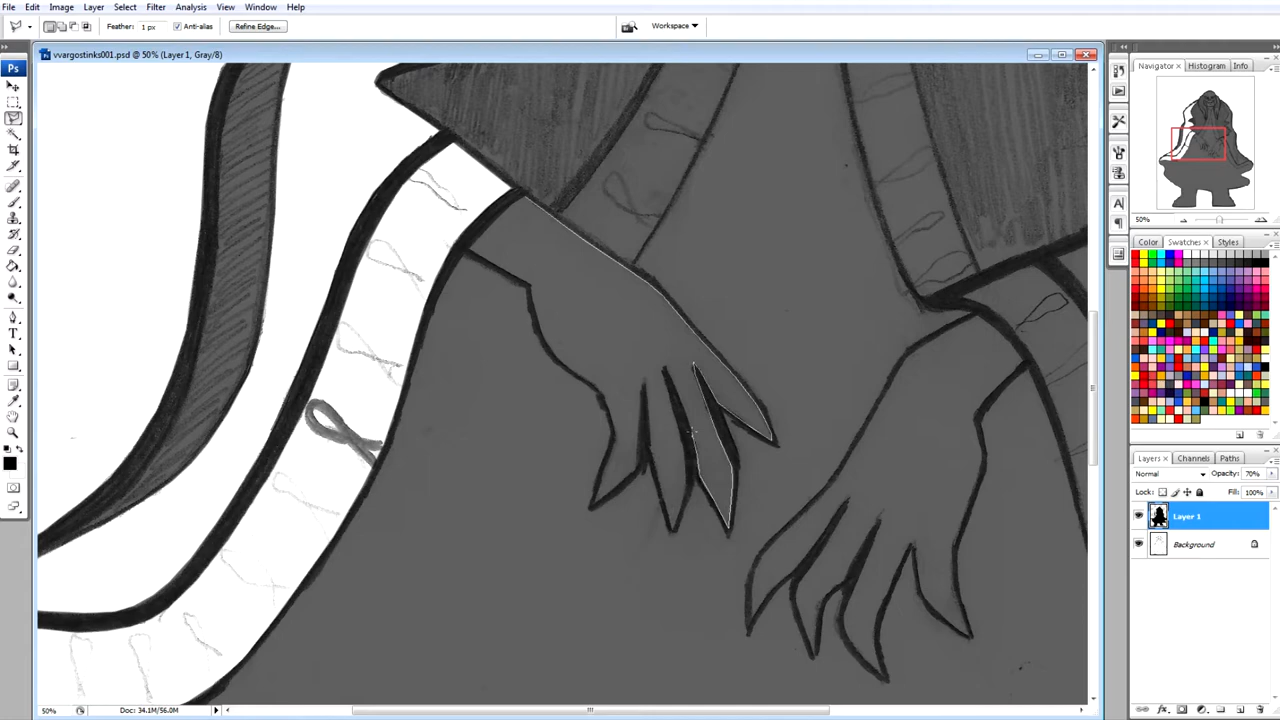 File Edit Image Layer Select Filter Analysis View Window Help
Feather: 1 px Anti-alias Refine Edge... Workspace
vvargostinks001.psd @ 50% (Layer 1, Gray/8)
Ps
Navigator Histogram Info
50%
Color Swatches Styles
Layers Channels Paths
Normal Opacity: 70%
Lock: Fill: 100%
Layer 1
Background
50% Doc: 34.1M/56.0M